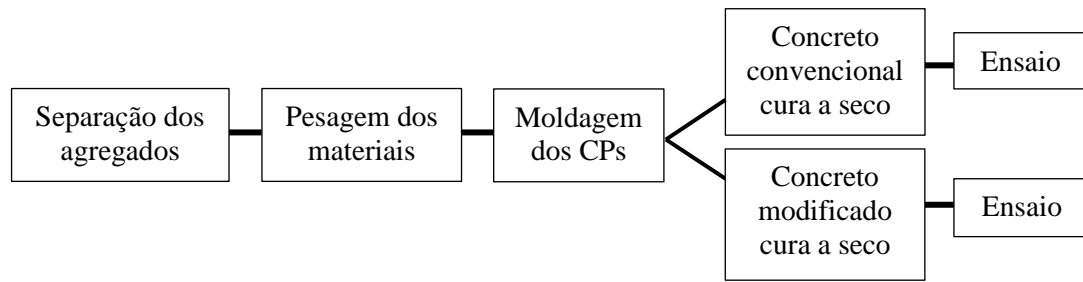 Separação dos
agregados
Pesagem dos
materiais
Moldagem
dos CPs
Concreto
convencional
cura a seco
Ensaio
Concreto
modificado
cura a seco
Ensaio